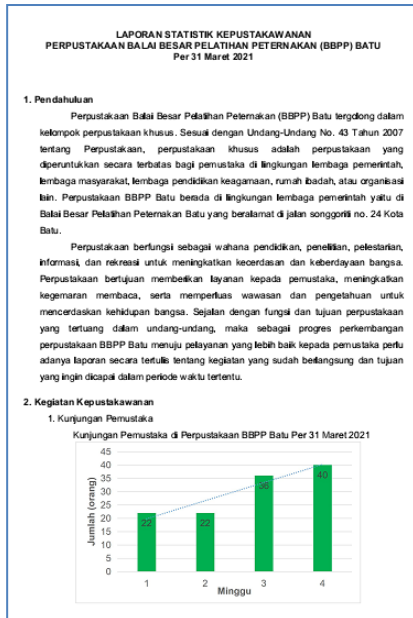 LAPORAN STATISTIK KEPUSTAKAWANAN
PERPUSTAKAAN BALAI BESAR PELATIHAN PETERNAKAN (BBPP) BATU
Per 31 Maret 2021
1. Pendahuluan
Perpustakaan Balai Besar Pelatihan Peternakan (BBPP) Batu tergolong dalam
kelompok perpustakaan khusus. Sesuai dengan Undang-Undang No. 43 Tahun 2007
tentang Perpustakaan, perpustakaan khusus adalah perpustakaan yang
diperuntukkan secara terbatas bagi pemustaka di lingkungan lembaga pemerintah,
lembaga masyarakat, lembaga pendidikan keagamaan, rumah ibadah, atau organisasi
lain. Perpustakaan BBPP Batu berada di lingkungan lembaga pemerintah yaitu di
Balai Besar Pelatihan Peternakan Batu yang beralamat di jalan songgoriti no. 24 Kota
Batu.
Perpustakaan berfungsi sebagai wahana pendidikan, penelitian, pelestarian,
informasi, dan rekreasi untuk meningkatkan kecerdasan dan keberdayaan bangsa.
Perpustakaan bertujuan memberikan layanan kepada pemustaka, meningkatkan
kegemaran membaca, serta memperluas wawasan dan pengetahuan untuk
mencerdaskan kehidupan bangsa. Sejalan dengan fungsi dan tujuan perpustakaan
yang tertuang dalam undang-undang, maka sebagai progres perkembangan
perpustakaan BBPP Batu menuju pelayanan yang lebih baik kepada pemustaka perlu
adanya laporan secara tertulis tentang kegiatan yang sudah berlangsung dan tujuan
yang ingin dicapai dalam periode waktu tertentu.
2. Kegiatan Kepustakawanan
1. Kunjungan Pemustaka
Kunjungan Pemustaka di Perpustakaan BBPP Batu Per 31 Maret 2021
Jumlah (orang)
45
40
35
30
25
20
15
10
5
0
22
22
36
40
1
2
3
4
Minggu